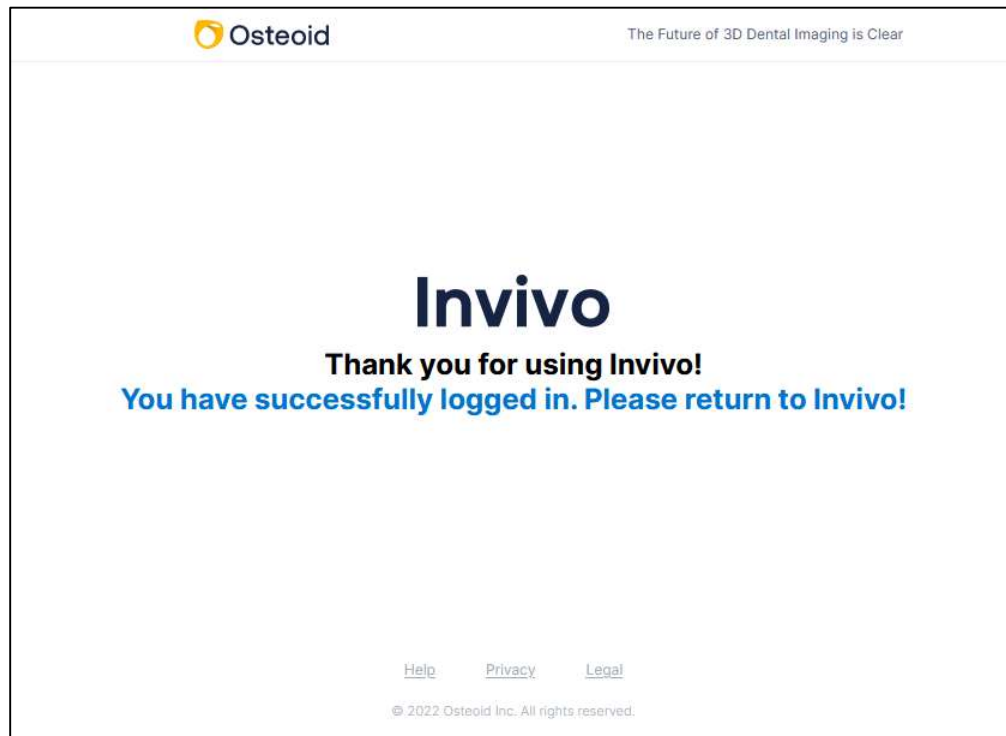 Osteoid
The Future of 3D Dental Imaging is Clear
Invivo
Thank you for using Invivo!
You have successfully logged in. Please return to Invivo!
Help Privacy Legal
© 2022 Osteoid Inc. All rights reserved.